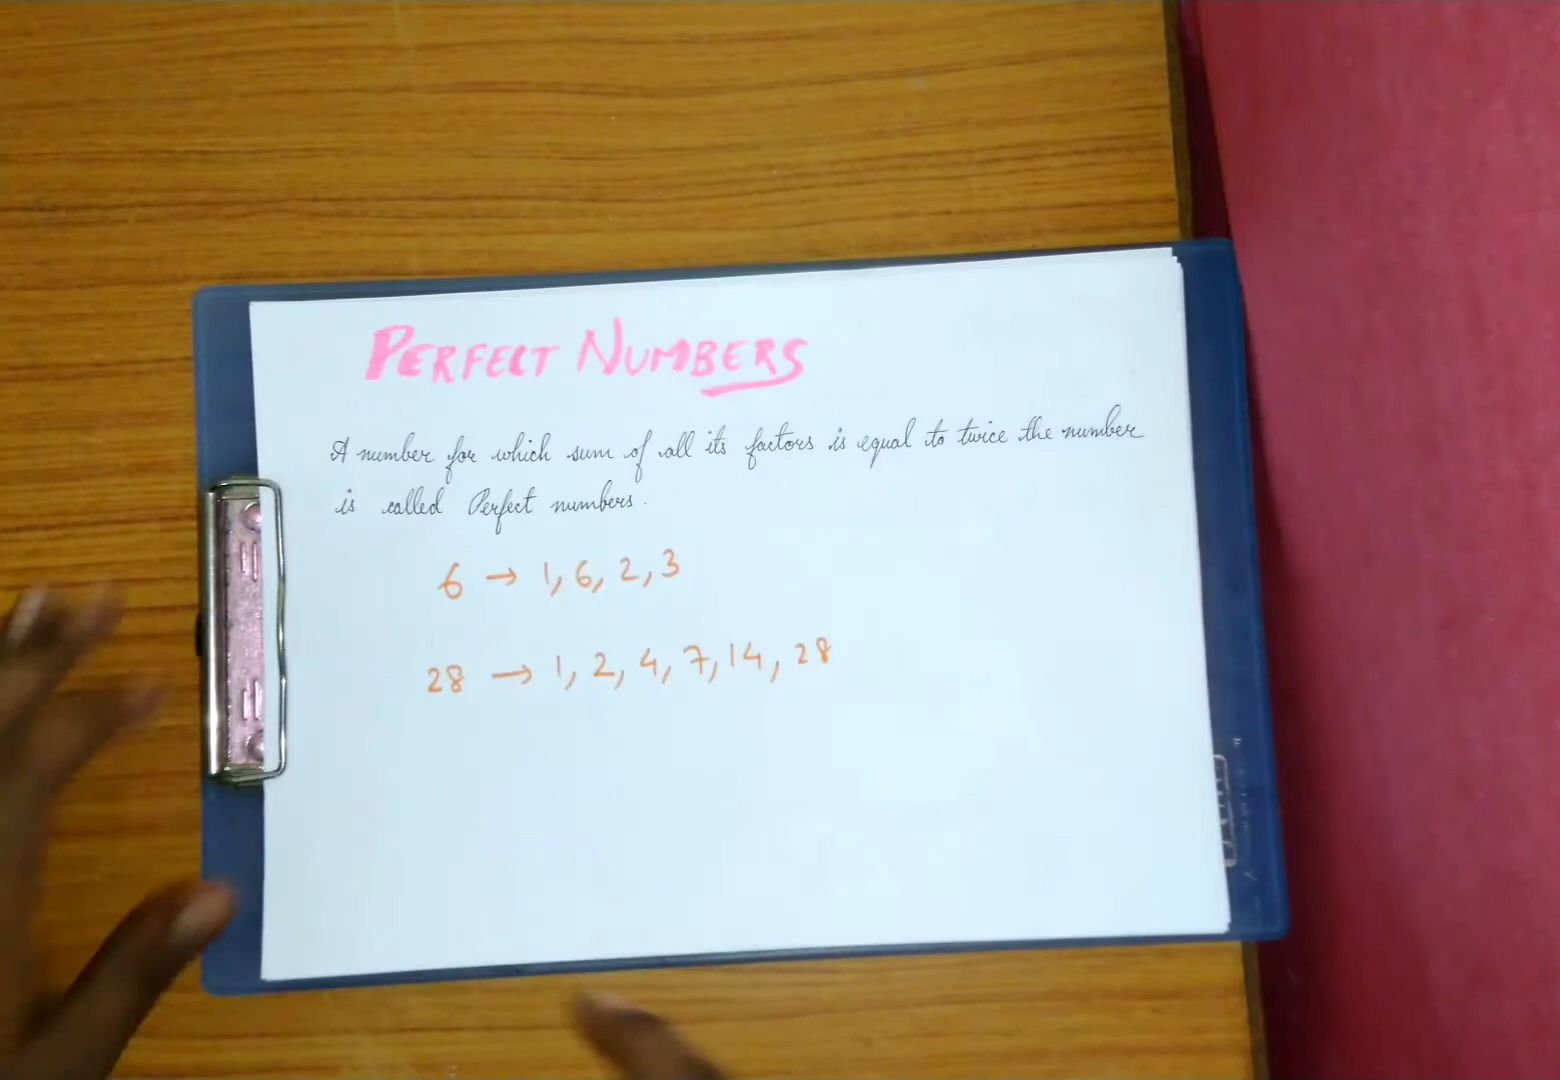 PERFECT NUMBERS
A number for which sum of all its factors is equal to twice the number
is called Perfect numbers.
6 → 1, 6, 2, 3
28 → 1, 2, 4, 7, 14, 28